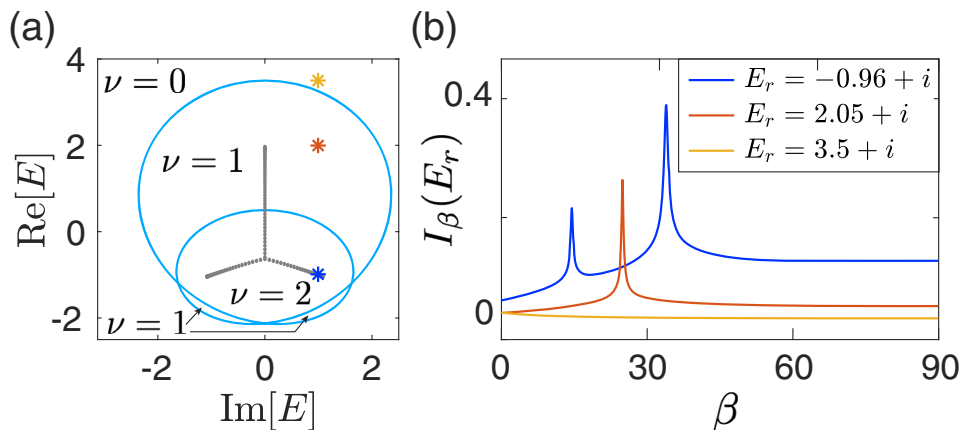 (a)
ν = 0
ν = 1
ν = 2
ν = 1
4
2
0
-2
Re[E]
-2
0
2
Im[E]
(b)
E_r = −0.96 + i
E_r = 2.05 + i
E_r = 3.5 + i
0.4
0
I_β(E_r)
0
30
60
90
β